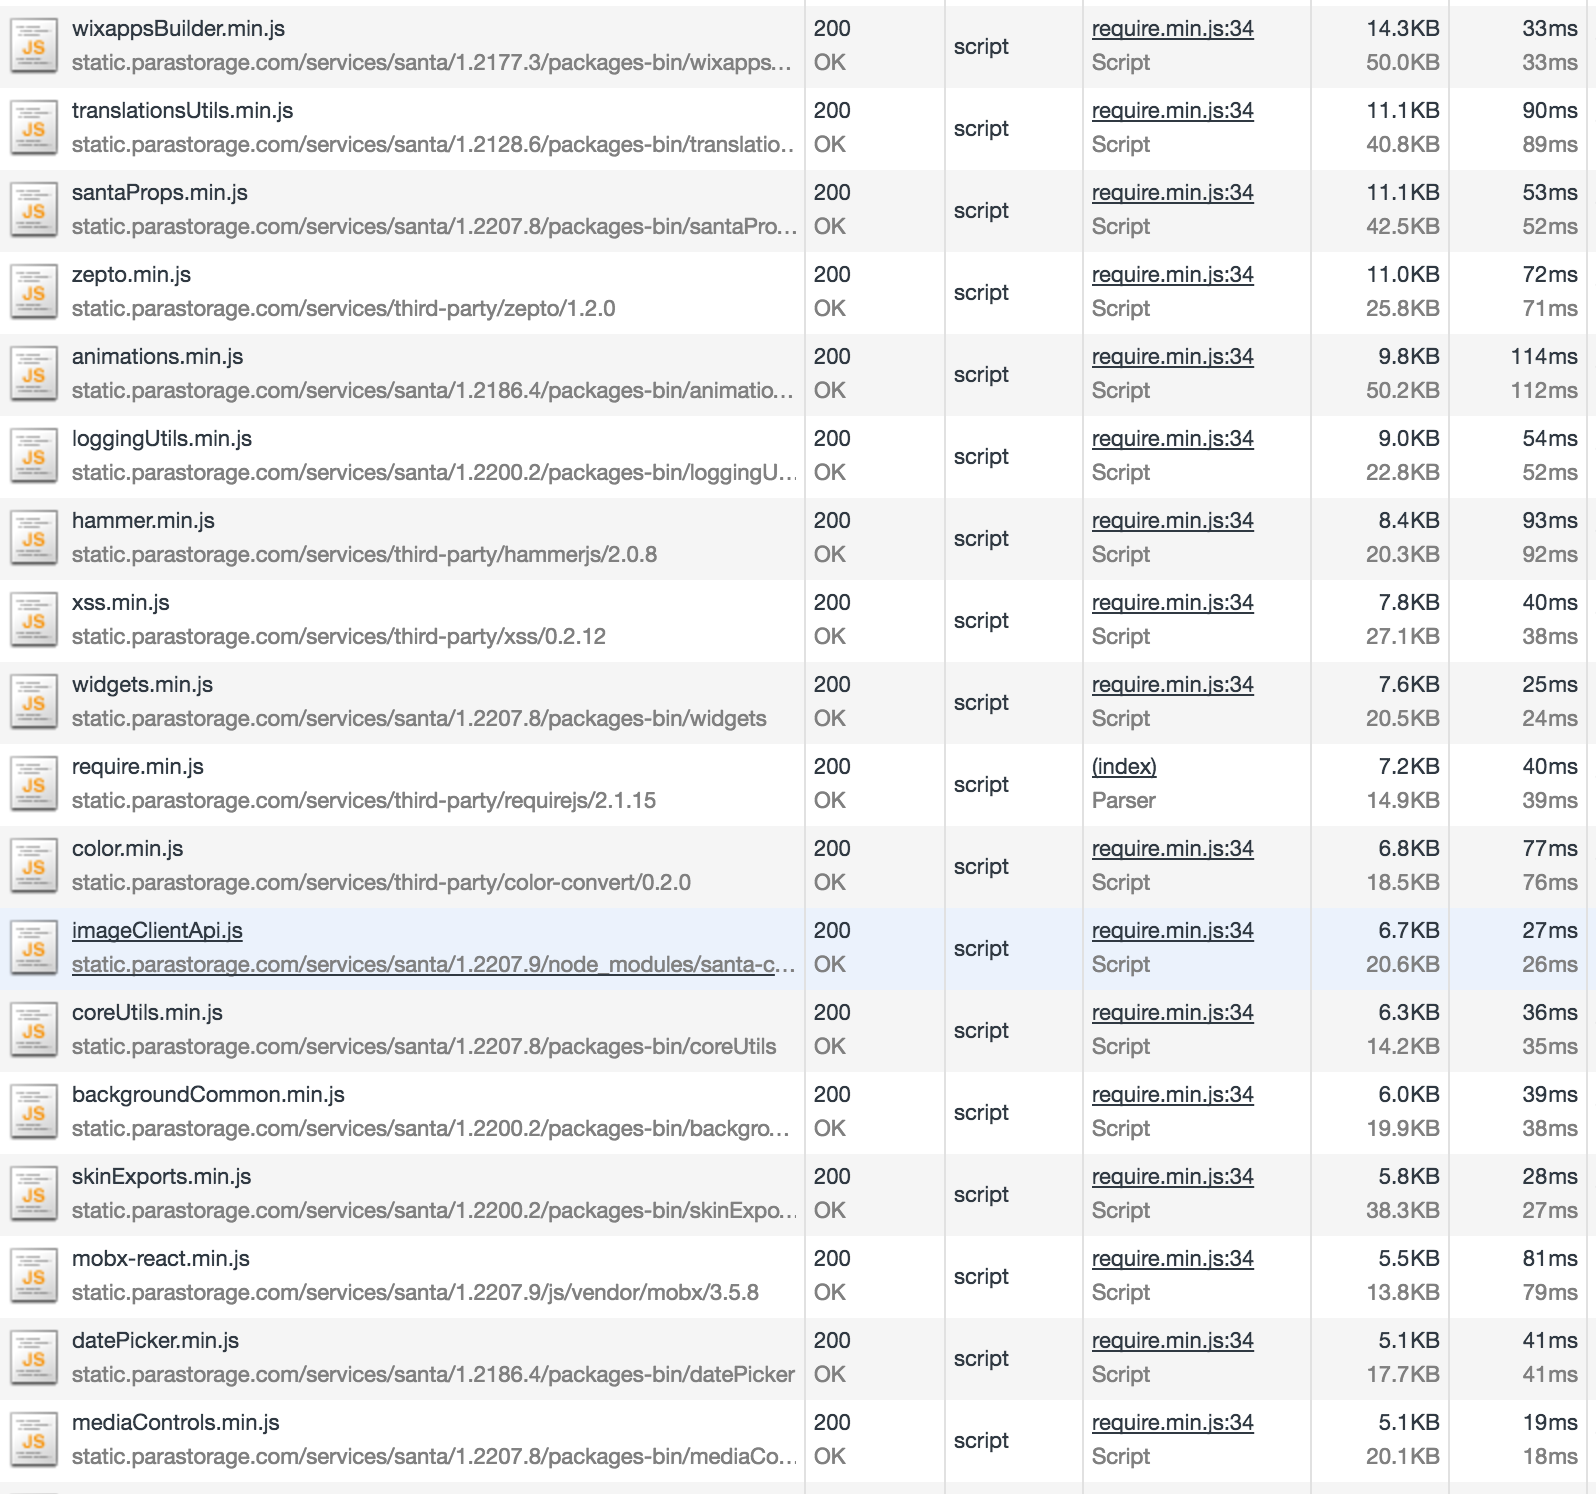 wixappsBuilder.min.js 200 require.min.js:34 14.3KB 33ms
JS script
static.parastorage.com/services/santa/1.2177.3/packages-bin/wixapps... OK Script 50.0KB 33ms
translationsUtils.min.js 200 require.min.js:34 11.1KB 90ms
JS script
static.parastorage.com/services/santa/1.2128.6/packages-bin/translatio... OK Script 40.8KB 89ms
santaProps.min.js 200 require.min.js:34 11.1KB 53ms
JS script
static.parastorage.com/services/santa/1.2207.8/packages-bin/santaPro... OK Script 42.5KB 52ms
zepto.min.js 200 require.min.js:34 11.0KB 72ms
JS script
static.parastorage.com/services/third-party/zepto/1.2.0 OK Script 25.8KB 71ms
animations.min.js 200 require.min.js:34 9.8KB 114ms
JS script
static.parastorage.com/services/santa/1.2186.4/packages-bin/animatio... OK Script 50.2KB 112ms
loggingUtils.min.js 200 require.min.js:34 9.0KB 54ms
JS script
static.parastorage.com/services/santa/1.2200.2/packages-bin/loggingU... OK Script 22.8KB 52ms
hammer.min.js 200 require.min.js:34 8.4KB 93ms
JS script
static.parastorage.com/services/third-party/hammerjs/2.0.8 OK Script 20.3KB 92ms
xss.min.js 200 require.min.js:34 7.8KB 40ms
JS script
static.parastorage.com/services/third-party/xss/0.2.12 OK Script 27.1KB 38ms
widgets.min.js 200 require.min.js:34 7.6KB 25ms
JS script
static.parastorage.com/services/santa/1.2207.8/packages-bin/widgets OK Script 20.5KB 24ms
require.min.js 200 (index) 7.2KB 40ms
JS script
static.parastorage.com/services/third-party/requirejs/2.1.15 OK Parser 14.9KB 39ms
color.min.js 200 require.min.js:34 6.8KB 77ms
JS script
static.parastorage.com/services/third-party/color-convert/0.2.0 OK Script 18.5KB 76ms
imageClientApi.js 200 require.min.js:34 6.7KB 27ms
JS script
static.parastorage.com/services/santa/1.2207.9/node_modules/santa-c... OK Script 20.6KB 26ms
coreUtils.min.js 200 require.min.js:34 6.3KB 36ms
JS script
static.parastorage.com/services/santa/1.2207.8/packages-bin/coreUtils OK Script 14.2KB 35ms
backgroundCommon.min.js 200 require.min.js:34 6.0KB 39ms
JS script
static.parastorage.com/services/santa/1.2200.2/packages-bin/backgro... OK Script 19.9KB 38ms
skinExports.min.js 200 require.min.js:34 5.8KB 28ms
JS script
static.parastorage.com/services/santa/1.2200.2/packages-bin/skinExpo... OK Script 38.3KB 27ms
mobx-react.min.js 200 require.min.js:34 5.5KB 81ms
JS script
static.parastorage.com/services/santa/1.2207.9/js/vendor/mobx/3.5.8 OK Script 13.8KB 79ms
datePicker.min.js 200 require.min.js:34 5.1KB 41ms
JS script
static.parastorage.com/services/santa/1.2186.4/packages-bin/datePicker OK Script 17.7KB 41ms
mediaControls.min.js 200 require.min.js:34 5.1KB 19ms
JS script
static.parastorage.com/services/santa/1.2207.8/packages-bin/mediaCo... OK Script 20.1KB 18ms